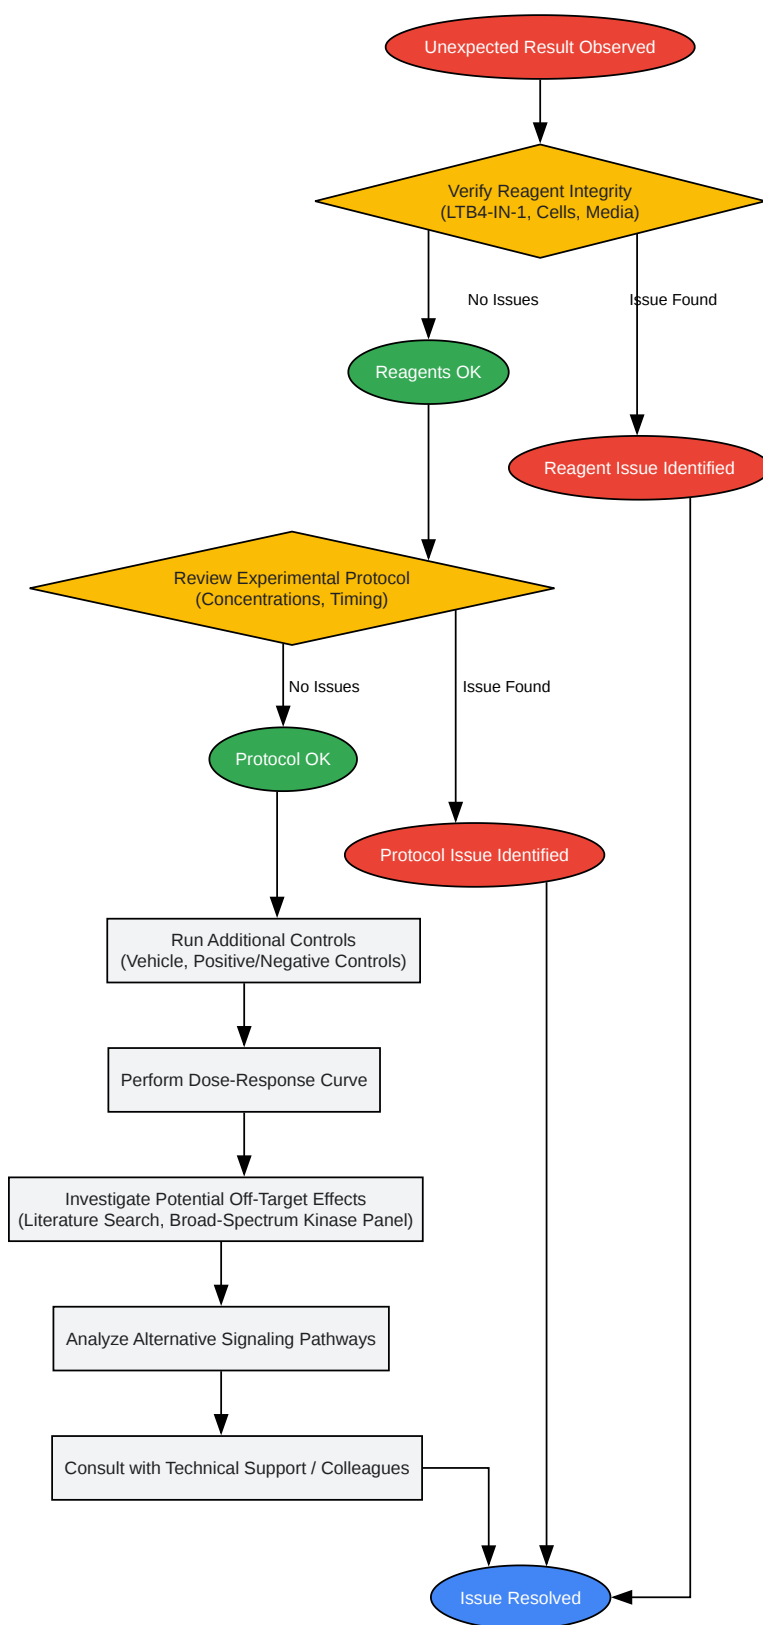 Unexpected Result Observed
Verify Reagent Integrity
(LTB4-IN-1, Cells, Media)
No Issues
Issue Found
Reagents OK
Reagent Issue Identified
Review Experimental Protocol
(Concentrations, Timing)
No Issues
Issue Found
Protocol OK
Protocol Issue Identified
Run Additional Controls
(Vehicle, Positive/Negative Controls)
Perform Dose-Response Curve
Investigate Potential Off-Target Effects
(Literature Search, Broad-Spectrum Kinase Panel)
Analyze Alternative Signaling Pathways
Consult with Technical Support / Colleagues
Issue Resolved